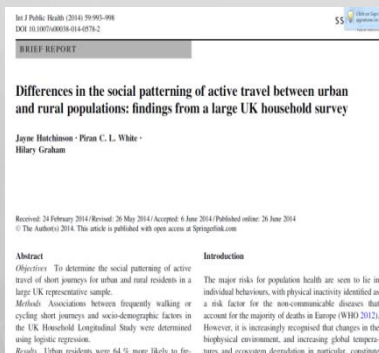 Int J Public Health (2014) 59:993–998
DOI 10.1007/s00038-014-0578-2
SS
BRIEF REPORT
Differences in the social patterning of active travel between urban
and rural populations: findings from a large UK household survey
Jayne Hutchinson · Piran C. L. White ·
Hilary Graham
Received: 24 February 2014 / Revised: 26 May 2014 / Accepted: 6 June 2014 / Published online: 26 June 2014
© The Author(s) 2014. This article is published with open access at Springerlink.com
Abstract
Objectives To determine the social patterning of active
travel of short journeys for urban and rural residents in a
large UK representative sample.
Methods Associations between frequently walking or
cycling short journeys and socio-demographic factors in
the UK Household Longitudinal Study were determined
using logistic regression.
Results Urban residents were 64 % more likely to fre-
Introduction
The major risks for population health are seen to lie in
individual behaviours, with physical inactivity identified as
a risk factor for the non-communicable diseases that
account for the majority of deaths in Europe (WHO 2012).
However, it is increasingly recognised that changes in the
biophysical environment, and increasing global tempera-
tures and ecosystem degradation in particular, constitute